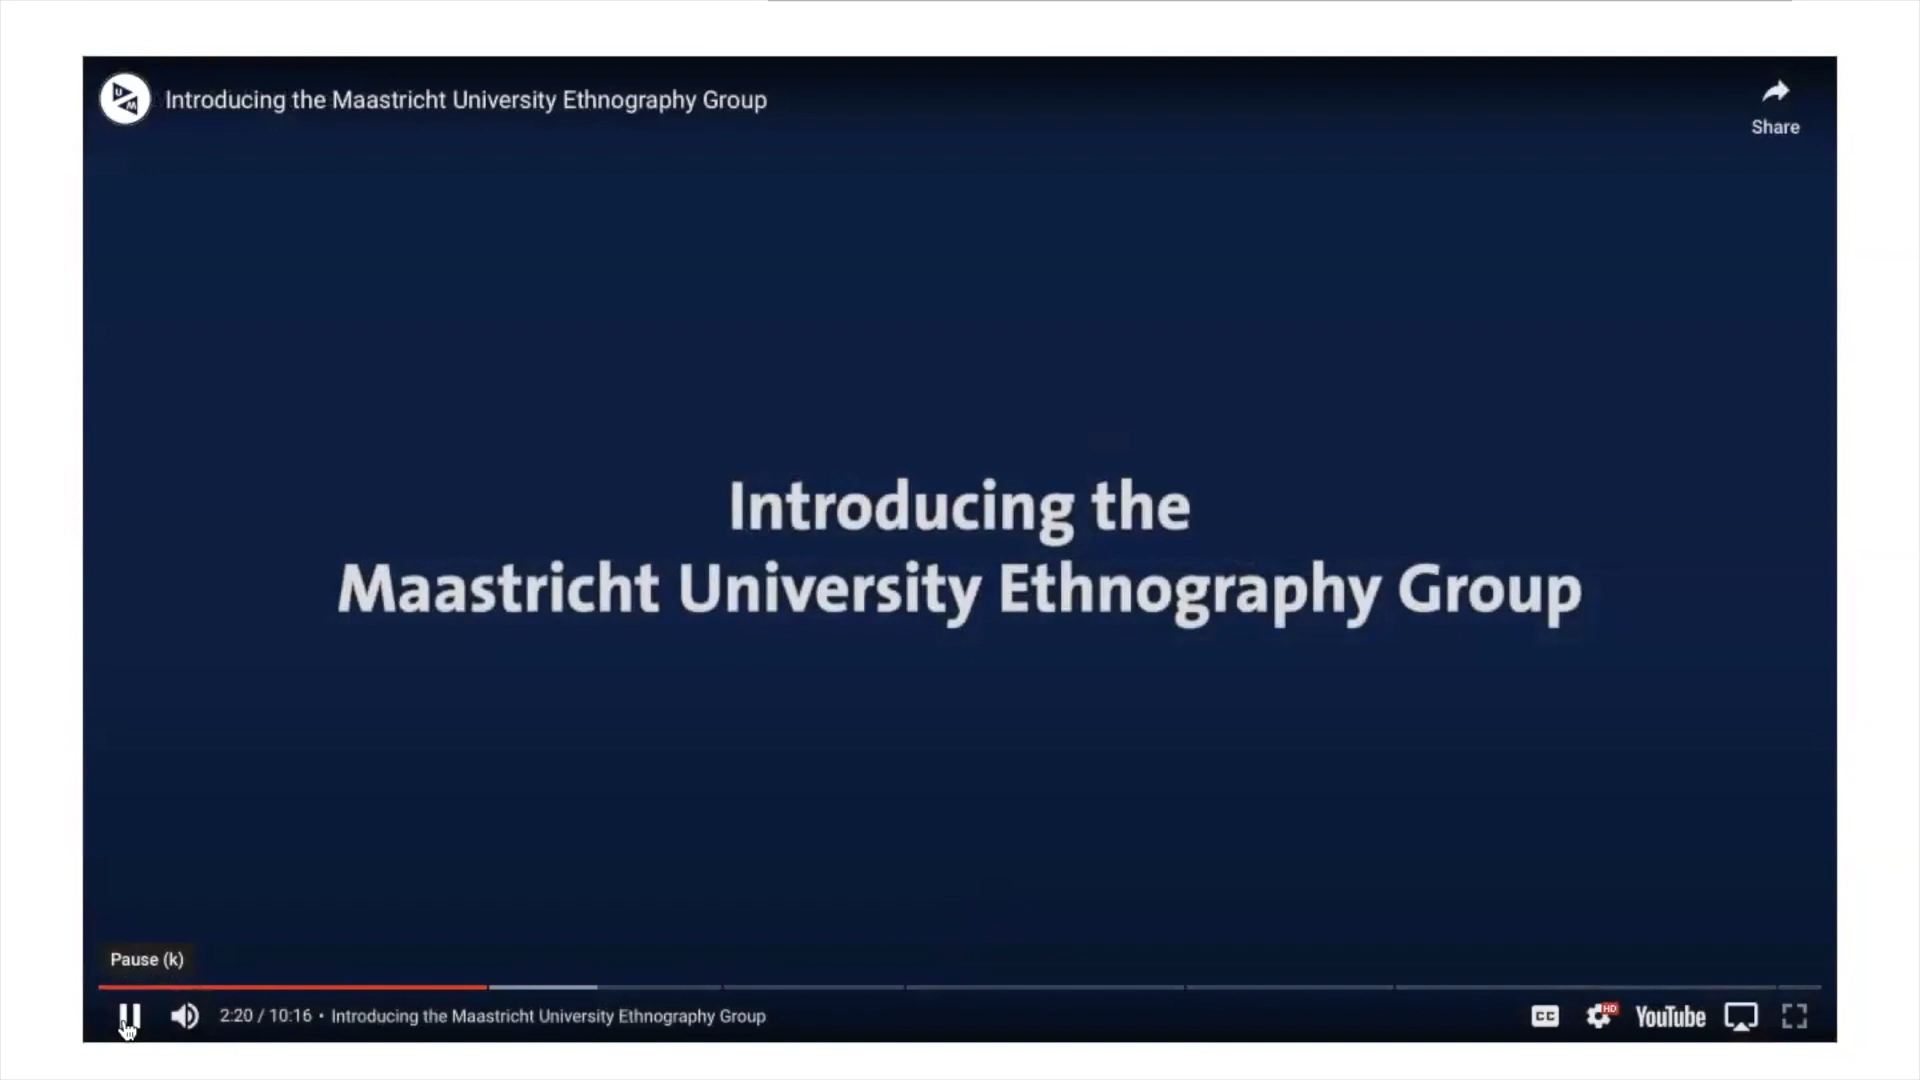 UM
Introducing the Maastricht University Ethnography Group
Share
Introducing the
Maastricht University Ethnography Group
Pause (k)
2:20 / 10:16 • Introducing the Maastricht University Ethnography Group
CC
HD
YouTube